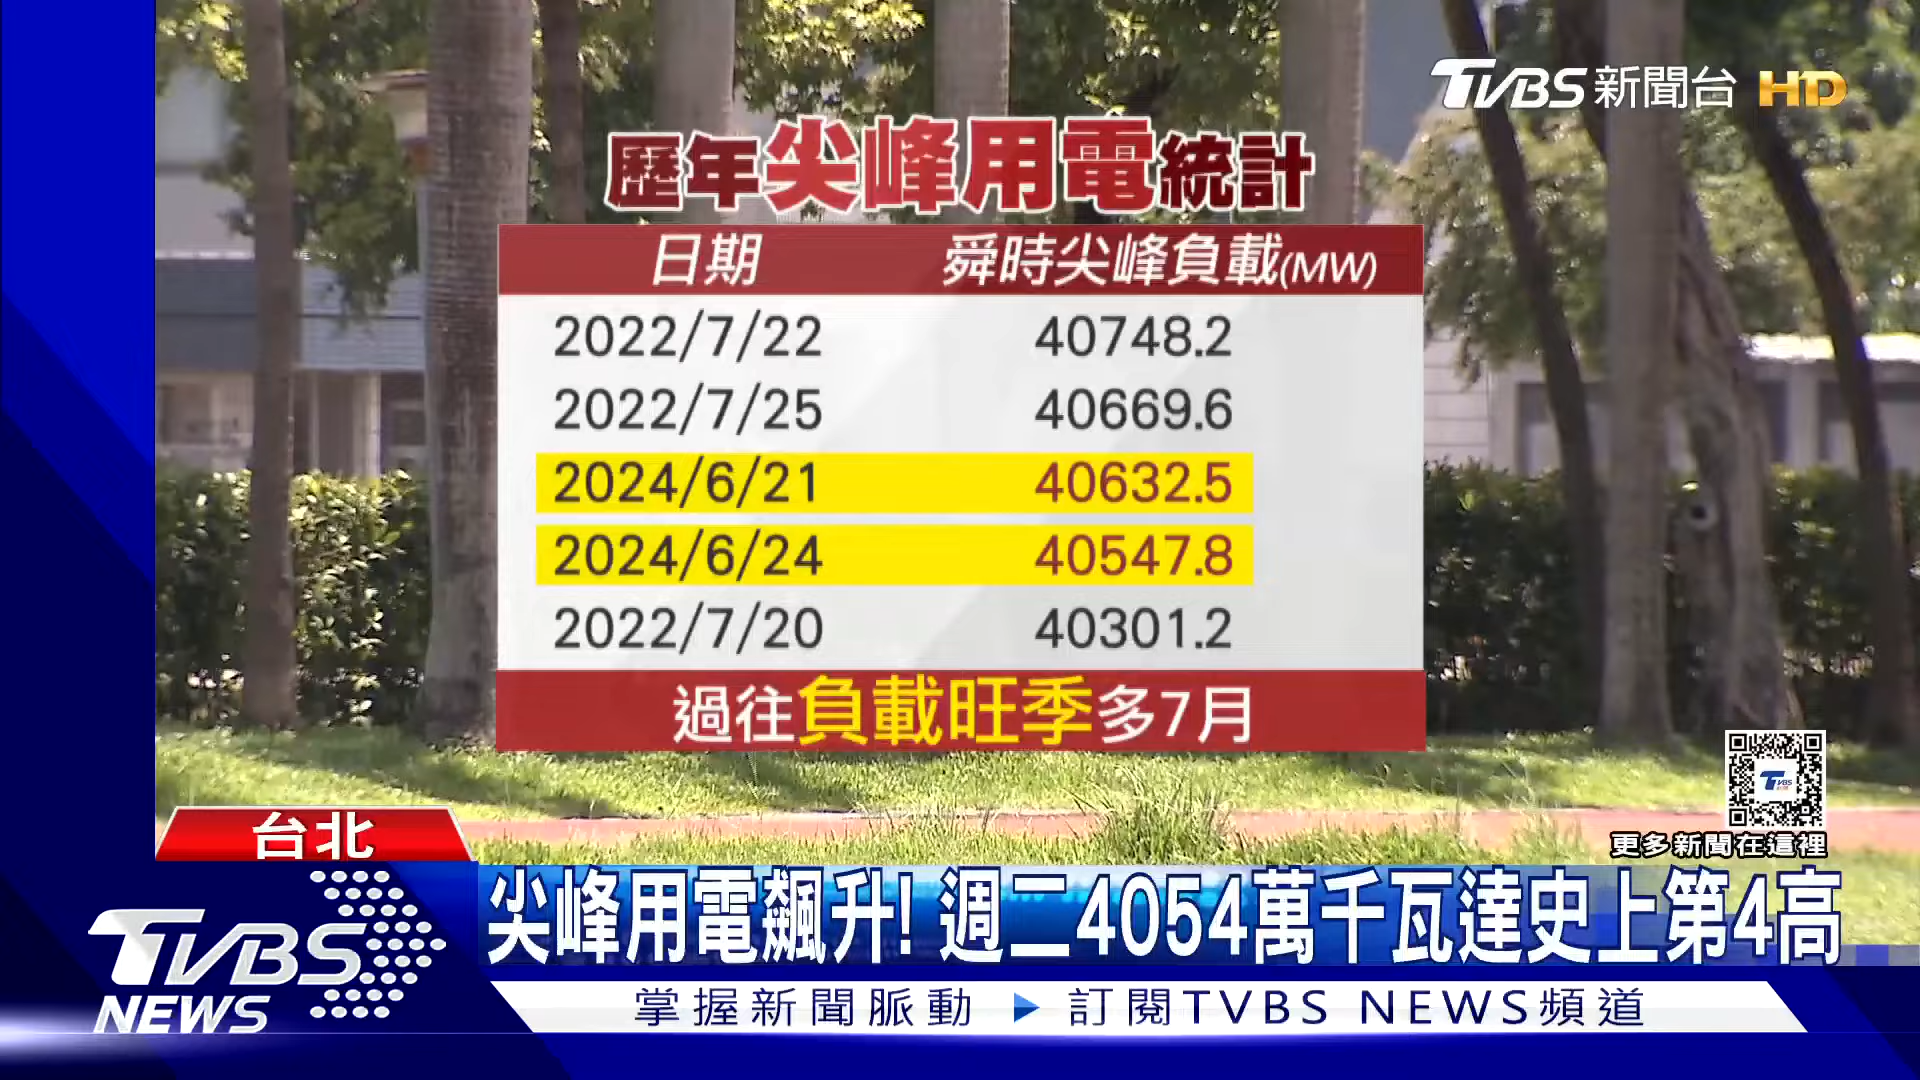 TVBS新聞台 HD
歷年尖峰用電統計
日期 舜時尖峰負載(MW)
2022/7/22 40748.2
2022/7/25 40669.6
2024/6/21 40632.5
2024/6/24 40547.8
2022/7/20 40301.2
過往負載旺季多7月
TVBS
更多新聞在這裡
台北
尖峰用電飆升! 週二4054萬千瓦達史上第4高
TVBS
NEWS
掌握新聞脈動 ▶ 訂閱TVBS NEWS頻道